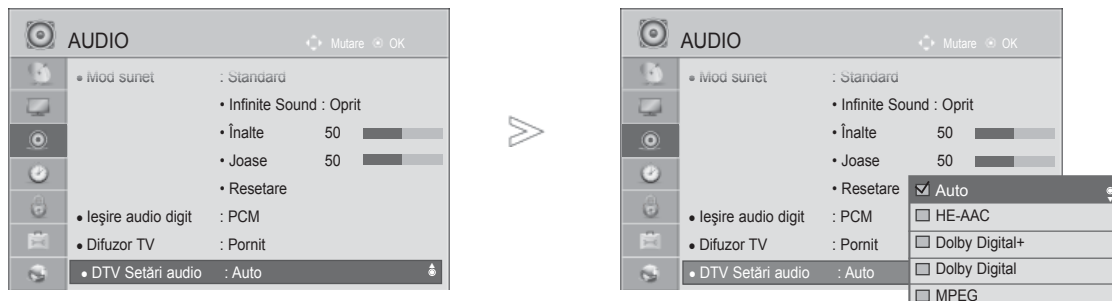 AUDIO
Mutare OK
• Mod sunet : Standard
• Infinite Sound : Oprit
• Înalte 50
• Joase 50
• Resetare
• Ieşire audio digit : PCM
• Difuzor TV : Pornit
• DTV Setări audio : Auto
AUDIO
Mutare OK
• Mod sunet : Standard
• Infinite Sound : Oprit
• Înalte 50
• Joase 50
• Resetare
• Ieşire audio digit : PCM
• Difuzor TV : Pornit
• DTV Setări audio : Auto
Auto
HE-AAC
Dolby Digital+
Dolby Digital
MPEG